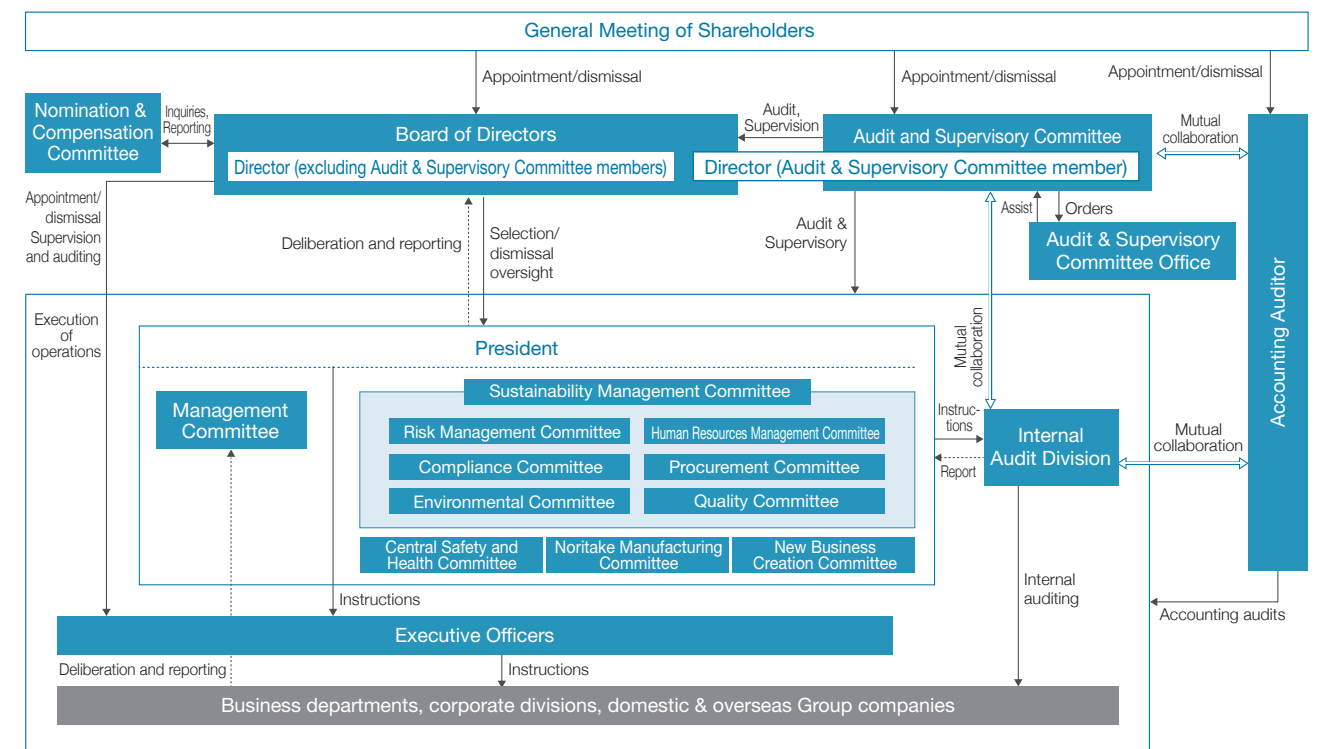 General Meeting of Shareholders
Appointment/dismissal
Appointment/dismissal
Appointment/dismissal
Nomination &
Compensation
Committee
Inquiries,
Reporting
Board of Directors
Director (excluding Audit & Supervisory Committee members)
Audit,
Supervision
Audit and Supervisory Committee
Director (Audit & Supervisory Committee member)
Mutual
collaboration
Appointment/
dismissal
Supervision
and auditing
Deliberation and reporting
Selection/
dismissal
oversight
Audit &
Supervisory
Assist
Orders
Audit & Supervisory
Committee Office
Accounting Auditor
Execution
of
operations
President
Mutual
collaboration
Management
Committee
Sustainability Management Committee
Risk Management Committee
Human Resources Management Committee
Compliance Committee
Procurement Committee
Environmental Committee
Quality Committee
Central Safety and
Health Committee
Noritake Manufacturing
Committee
New Business
Creation Committee
Instruc-
tions
Report
Internal
Audit Division
Mutual
collaboration
Instructions
Internal
auditing
Accounting audits
Executive Officers
Deliberation and reporting
Instructions
Business departments, corporate divisions, domestic & overseas Group companies